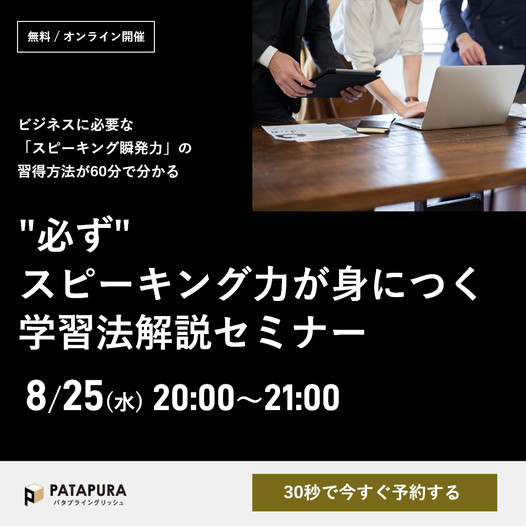 無料 / オンライン開催
ビジネスに必要な
「スピーキング瞬発力」の
習得方法が60分で分かる
"必ず"
スピーキング力が身につく
学習法解説セミナー
8/25(水) 20:00〜21:00
PATAPURA
パタプライングリッシュ
30秒で今すぐ予約する